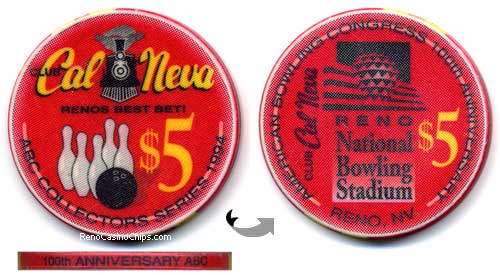 CLUB Cal Neva
RENOS BEST BET!
$5
ABC COLLECTORS SERIES 1994
RenoCasinoChips.com
100th ANNIVERSARY ABC
AMERICAN BOWLING CONGRESS 100th ANNIVERSARY
CLUB Cal Neva
RENO
National
Bowling
Stadium
$5
RENO, NV